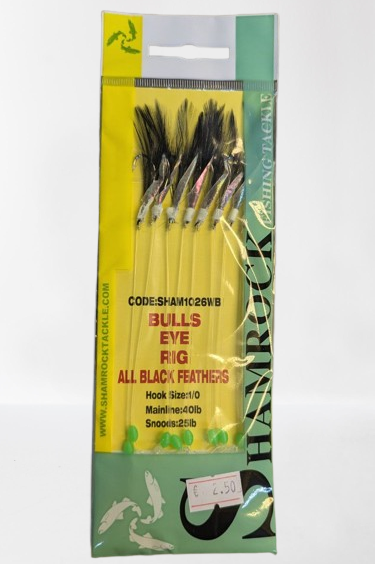 CODE:SHAM1026WB
BULLS
EYE
RIG
ALL BLACK FEATHERS
Hook Size:1/0
Mainline:40lb
Snoods:25lb
WWW.SHAMROCKTACKLE.COM
SHAMROCK
FISHING TACKLE
€ 2.50